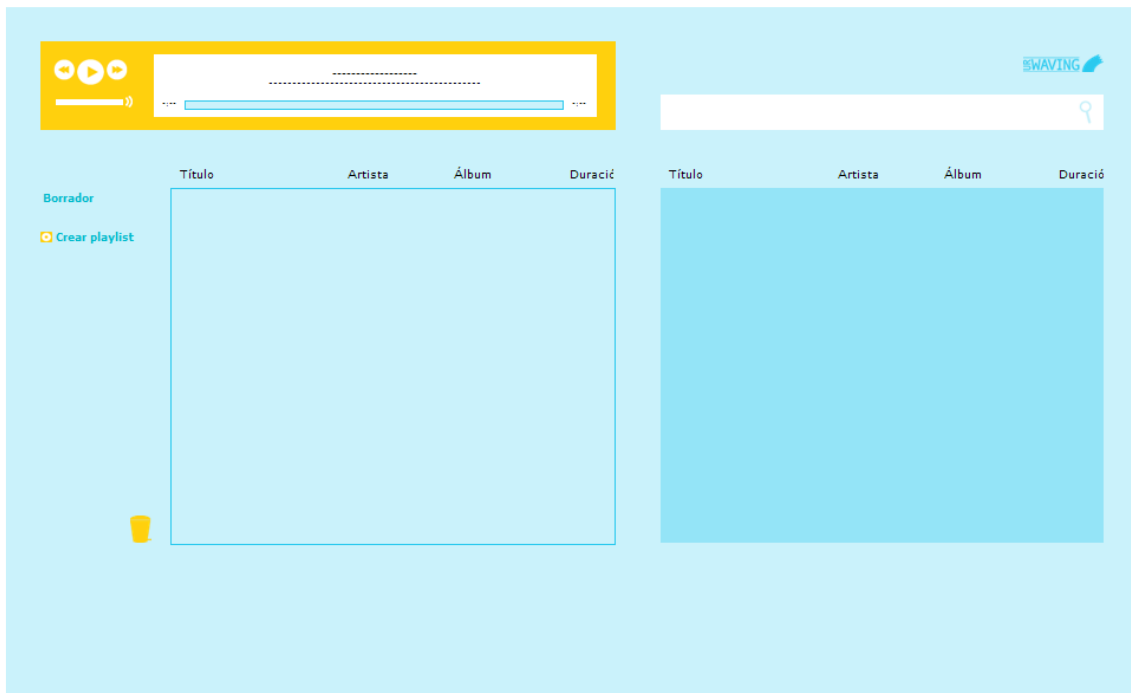 ------------------
---------------------------------------------
-:--
-:--
WAVING
Título Artista Álbum Duració
Título Artista Álbum Duració
Borrador
Crear playlist